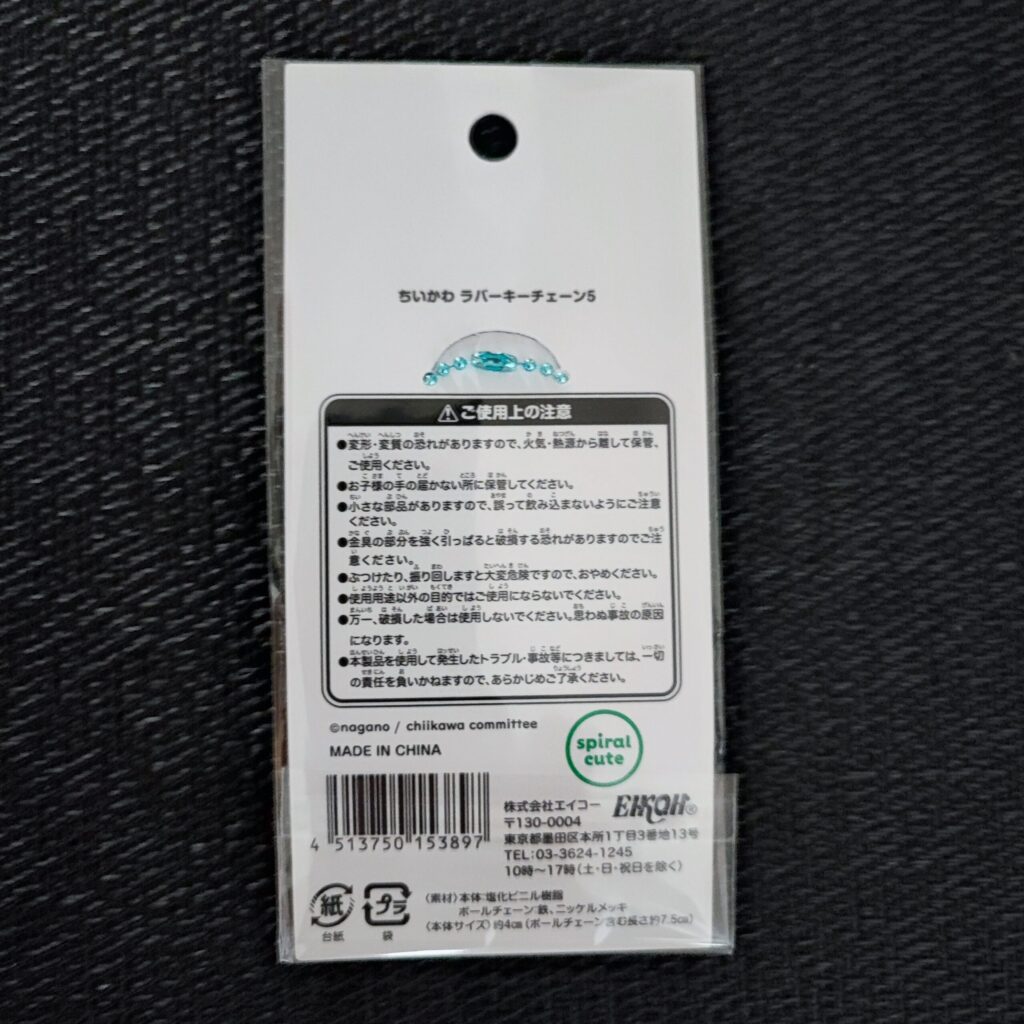 ちいかわ ラバーキーチェーン5
⚠ご使用上の注意
●変形・変質の恐れがありますので、火気・熱源から離して保管、
ご使用ください。
●お子様の手の届かない所に保管してください。
●小さな部品がありますので、誤って飲み込まないようにご注意
ください。
●金具の部分を強く引っぱると破損する恐れがありますのでご注
意ください。
●ぶつけたり、振り回しますと大変危険ですので、おやめください。
●使用用途以外の目的ではご使用にならないでください。
●万一、破損した場合は使用しないでください。思わぬ事故の原因
になります。
●本製品を使用して発生したトラブル・事故等につきましては、一切
の責任を負いかねますので、あらかじめご了承ください。
©nagano / chiikawa committee
MADE IN CHINA
spiral
cute
4 513750 153897
株式会社エイコー EIKOH®
〒130-0004
東京都墨田区本所1丁目3番地13号
TEL:03-3624-1245
10時〜17時(土・日・祝日を除く)
紙 プラ
台紙 袋
〈素材〉本体:塩化ビニル樹脂
ボールチェーン:鉄、ニッケルメッキ
〈本体サイズ〉約4㎝(ボールチェーン含む長さ約7.5㎝)